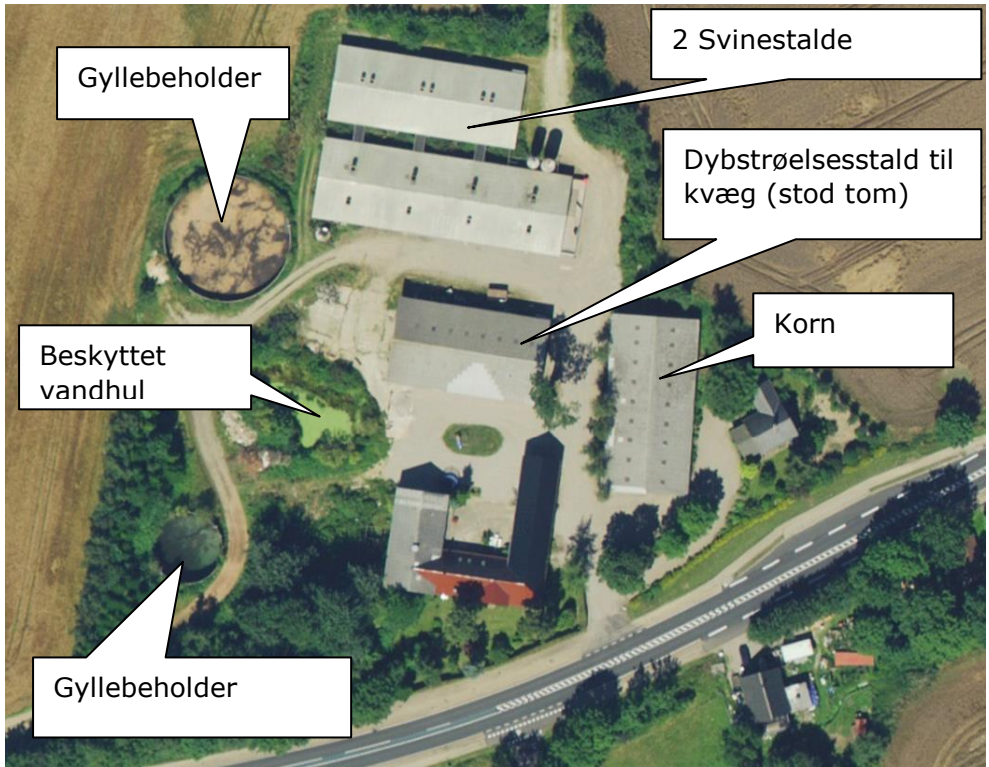 2 Svinestalde
Gyllebeholder
Dybstrøelsesstald til
kvæg (stod tom)
Korn
Beskyttet
vandhul
Gyllebeholder